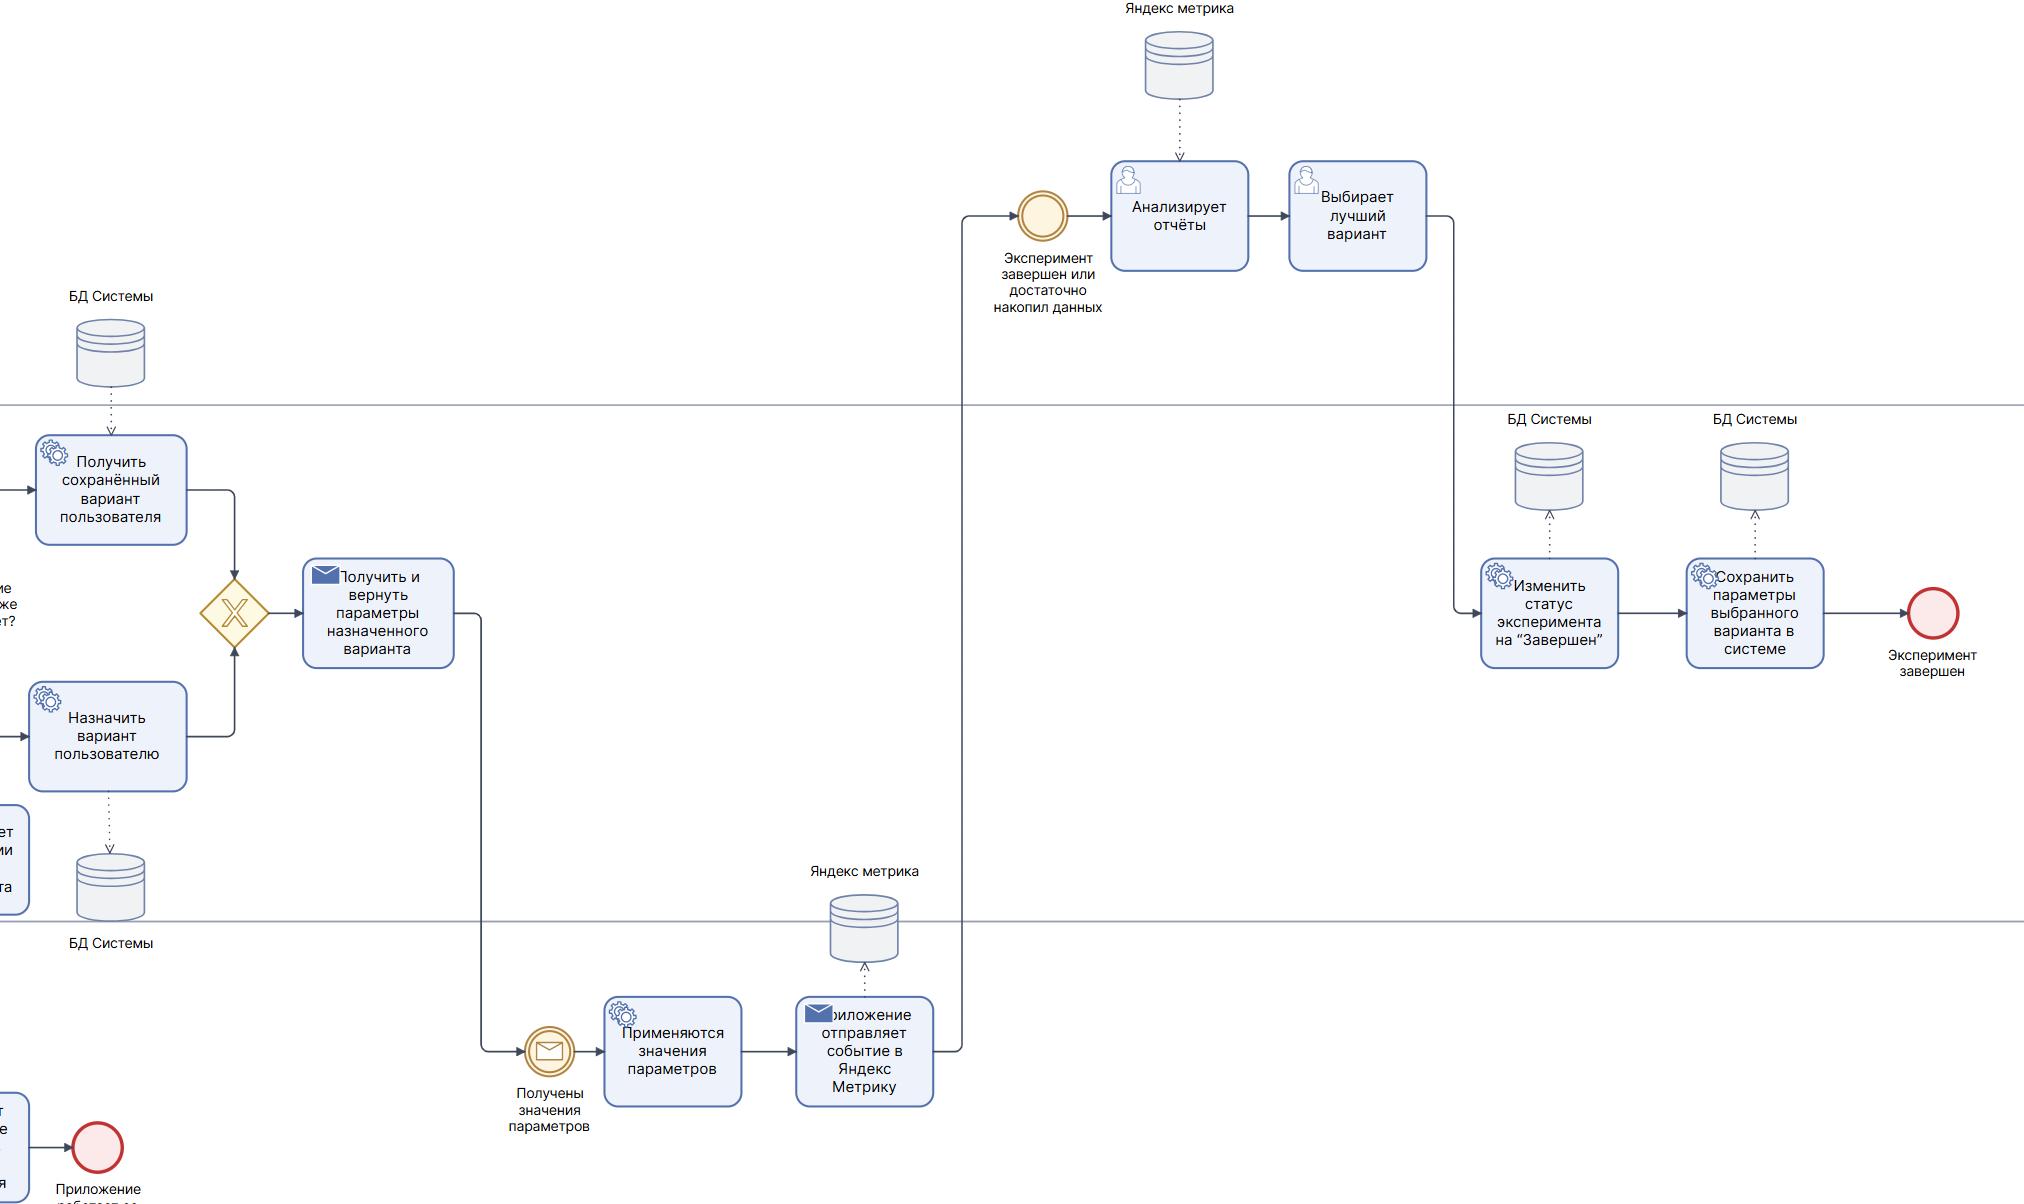 Яндекс метрика
Анализирует
отчёты
Выбирает
лучший
вариант
Эксперимент
завершен или
достаточно
накопил данных
БД Системы
БД Системы
БД Системы
Получить
сохранённый
вариант
пользователя
Получить и
вернуть
параметры
назначенного
варианта
Изменить
статус
эксперимента
на “Завершен”
Сохранить
параметры
выбранного
варианта в
системе
Эксперимент
завершен
Назначить
вариант
пользователю
БД Системы
Яндекс метрика
Получены
значения
параметров
Применяются
значения
параметров
Приложение
отправляет
событие в
Яндекс
Метрику
Приложение